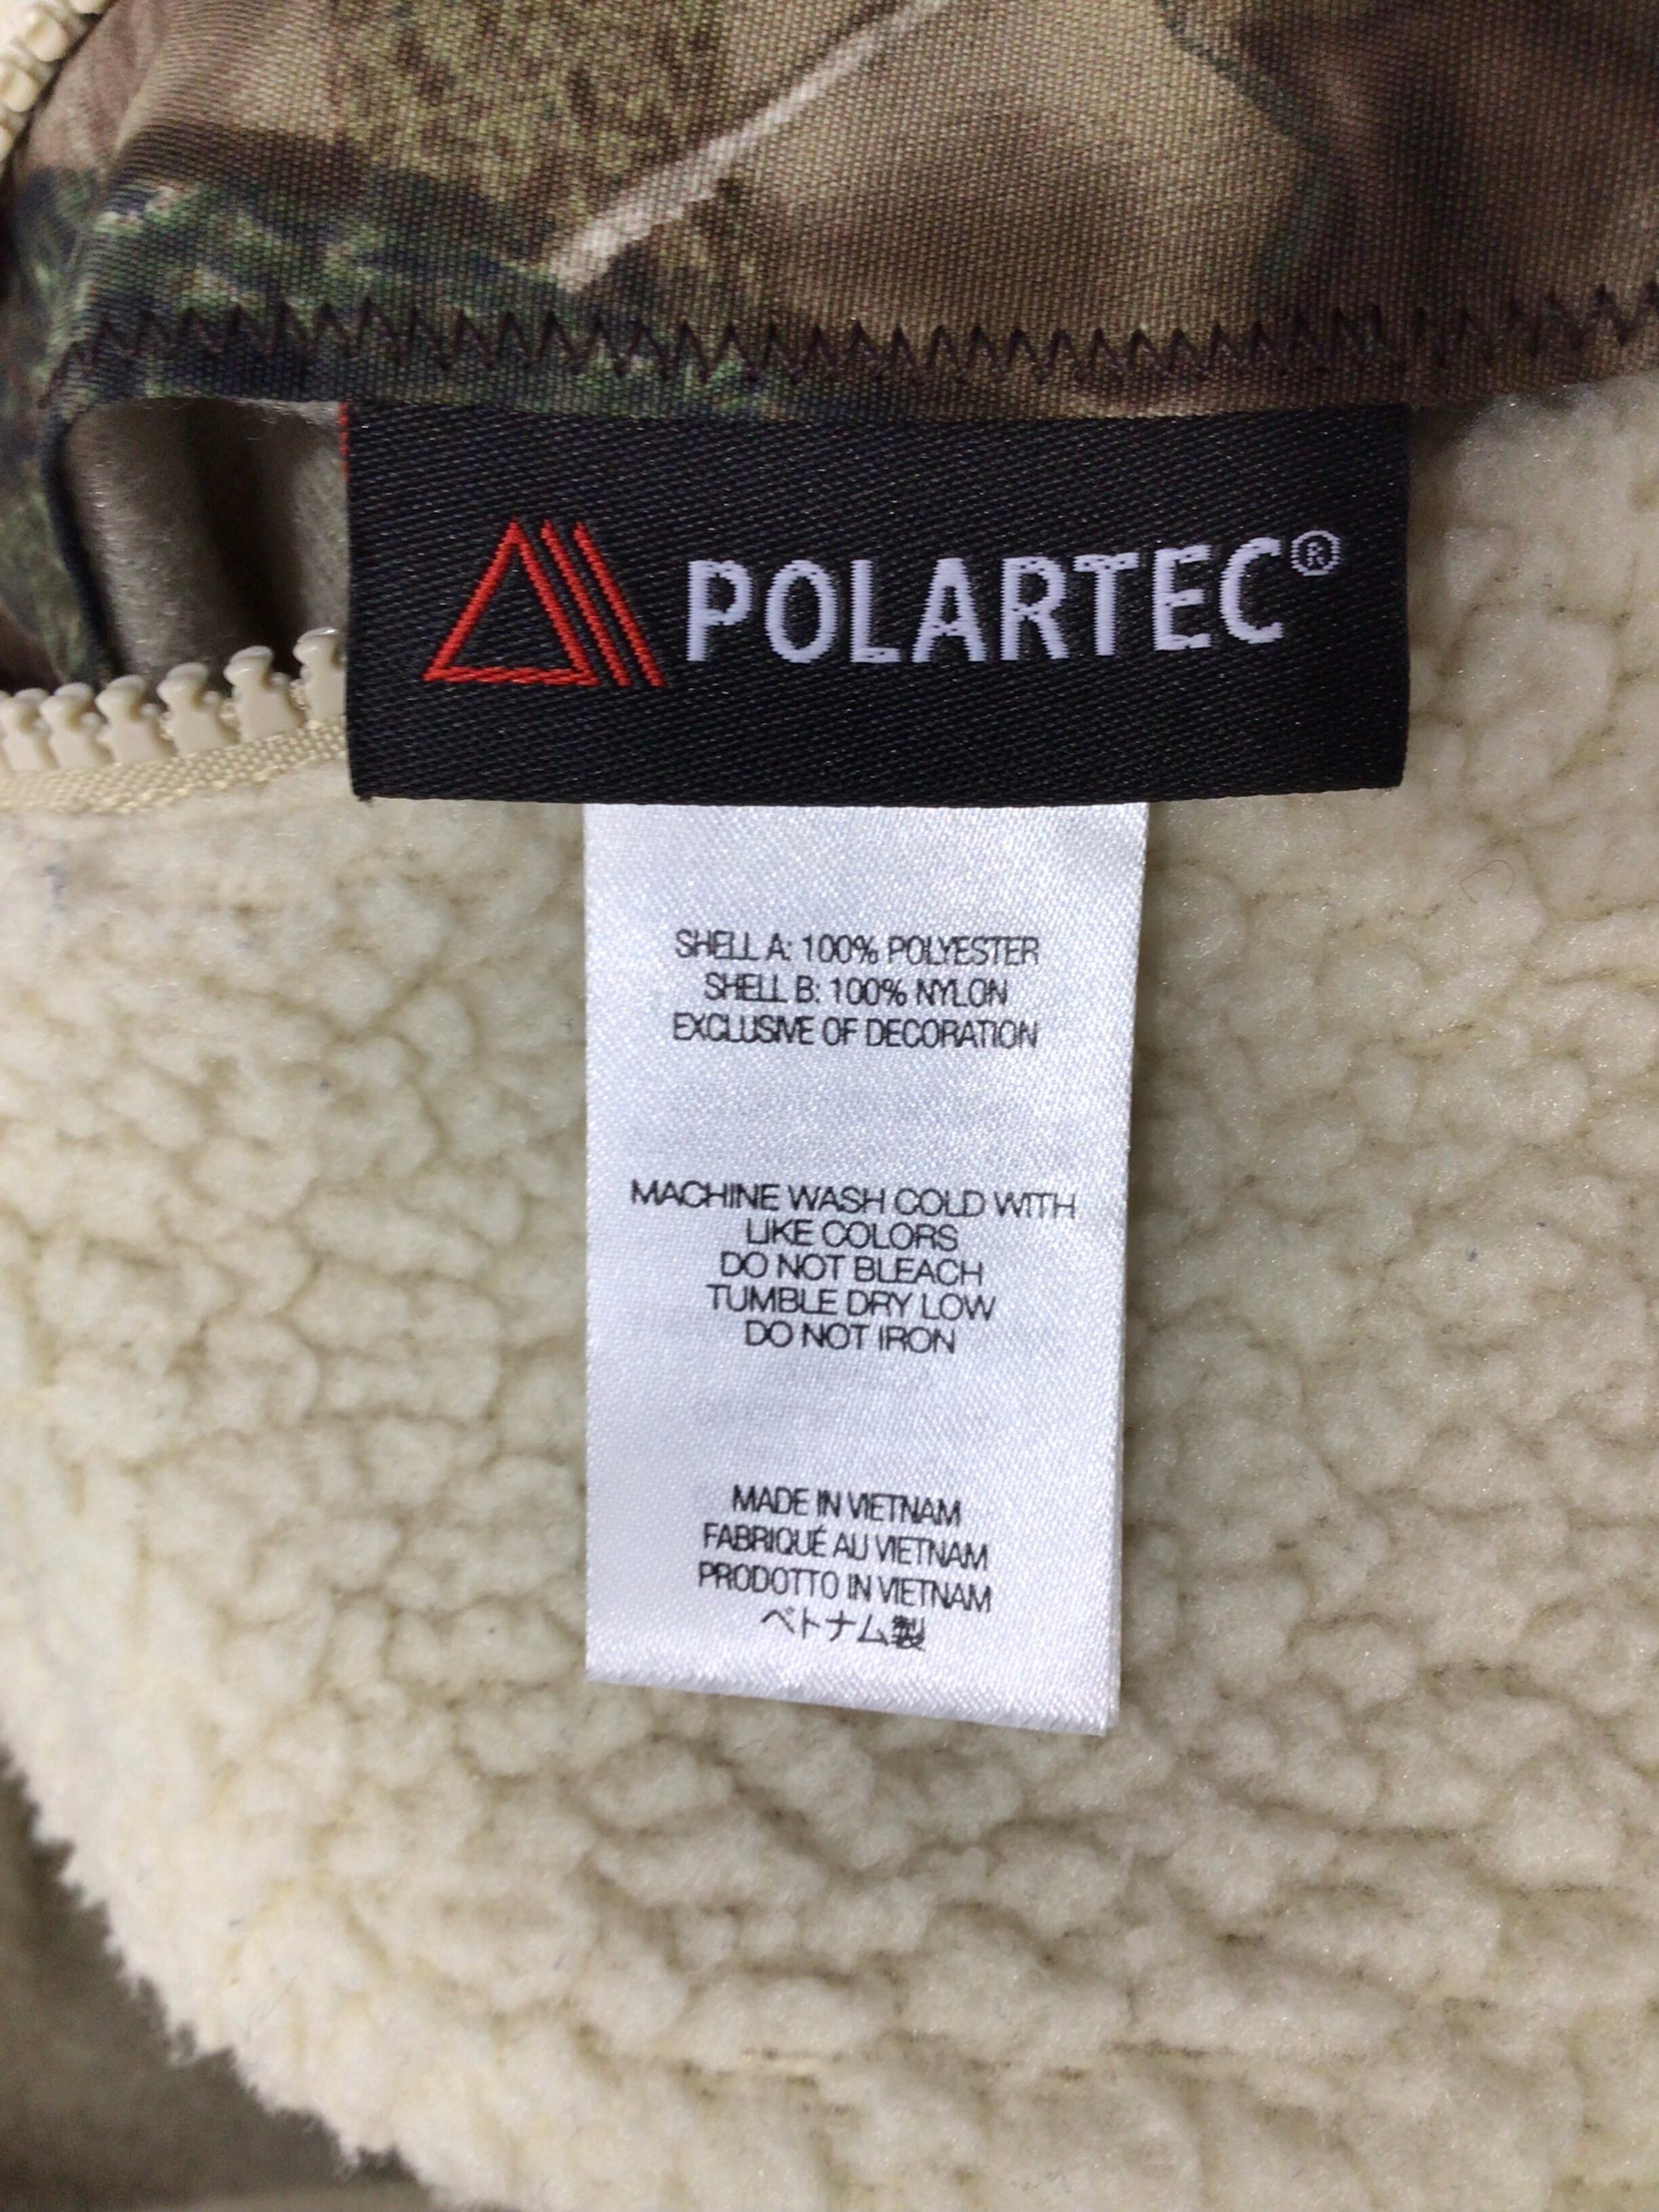 POLARTEC®
SHELL A: 100% POLYESTER
SHELL B: 100% NYLON
EXCLUSIVE OF DECORATION
MACHINE WASH COLD WITH
LIKE COLORS
DO NOT BLEACH
TUMBLE DRY LOW
DO NOT IRON
MADE IN VIETNAM
FABRIQUÉ AU VIETNAM
PRODOTTO IN VIETNAM
ベトナム製